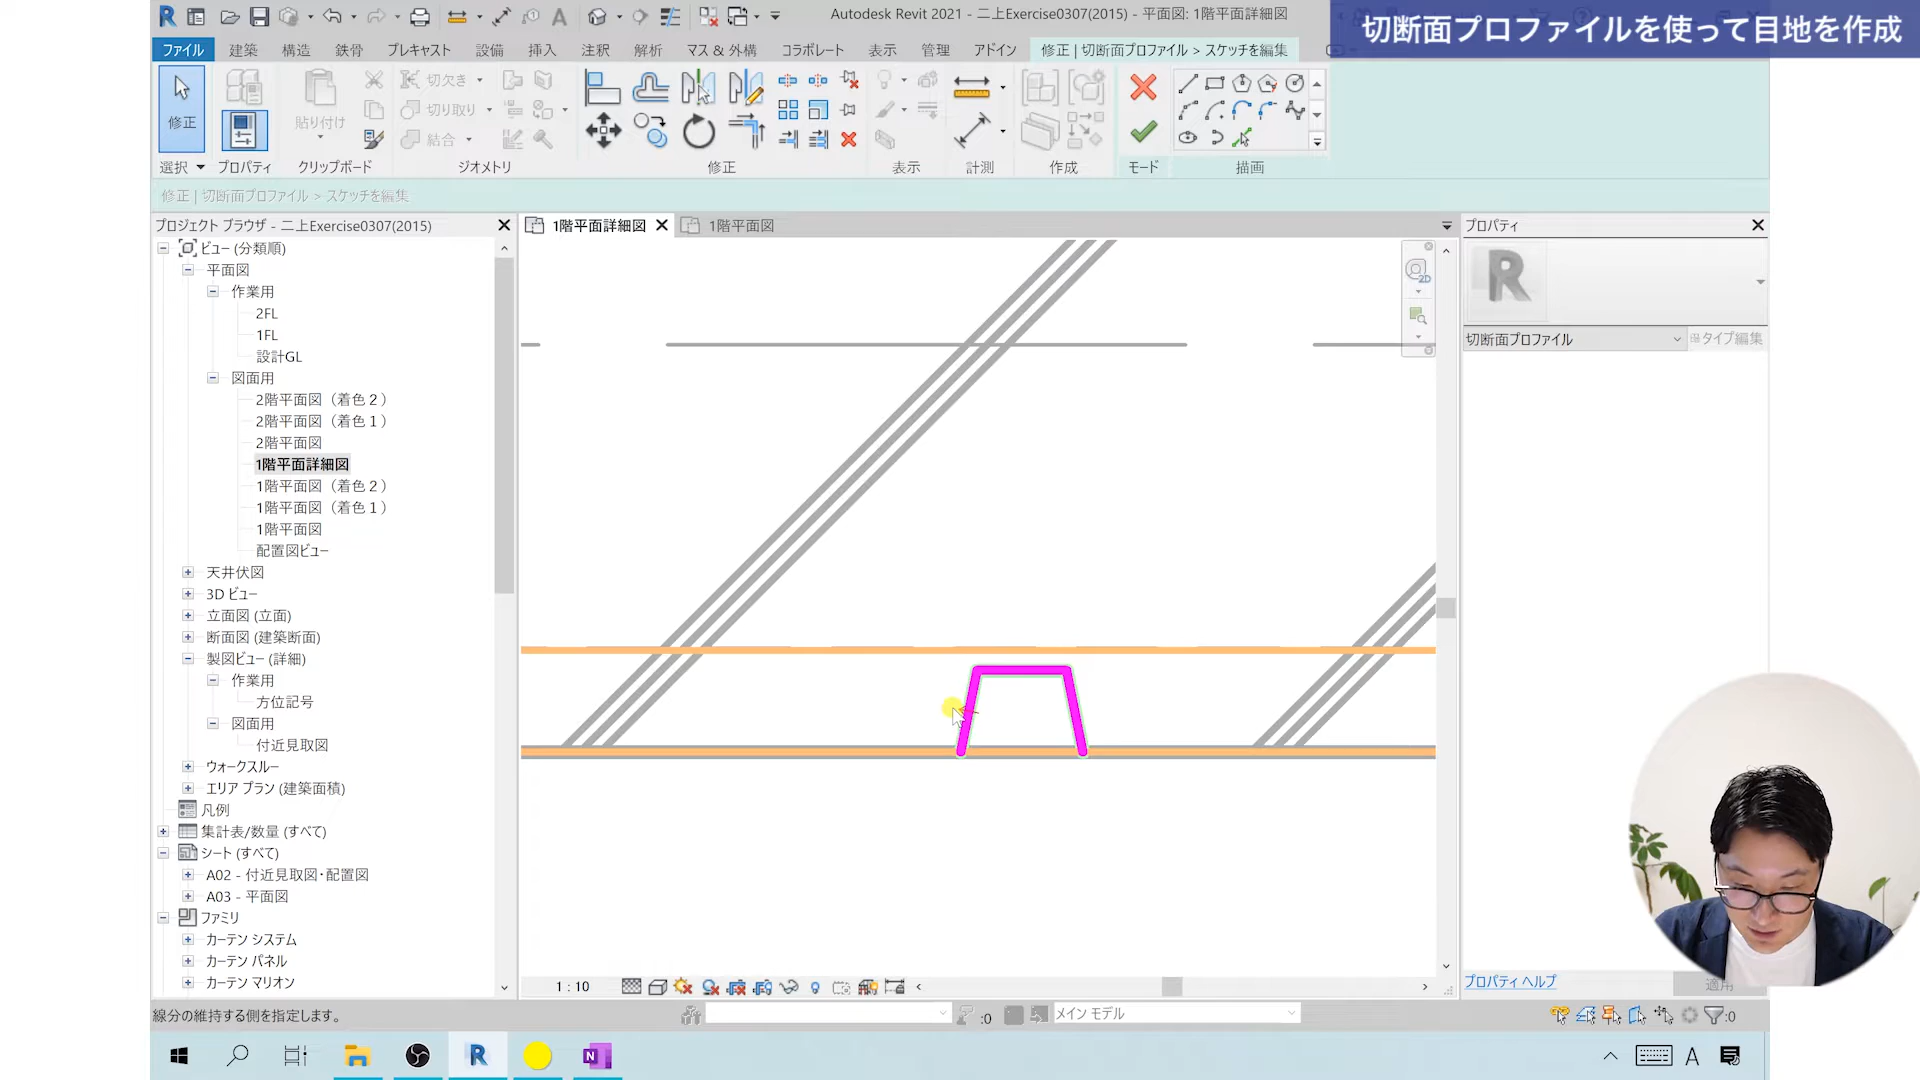 Autodesk Revit 2021 - 二上Exercise0307(2015) - 平面図: 1階平面詳細図
切断面プロファイルを使って目地を作成
ファイル 建築 構造 鉄骨 プレキャスト 設備 挿入 注釈 解析 マス & 外構 コラボレート 表示 管理 アドイン 修正 | 切断面プロファイル > スケッチを編集
修正
貼り付け
切欠き
切り取り
結合
選択 プロパティ クリップボード ジオメトリ 修正 表示 計測 作成 モード 描画
修正 | 切断面プロファイル > スケッチを編集
プロジェクト ブラウザ - 二上Exercise0307(2015)
1階平面詳細図 1階平面図
プロパティ
ビュー (分類順)
平面図
作業用
2FL
1FL
設計GL
図面用
2階平面図（着色２）
2階平面図（着色１）
2階平面図
1階平面詳細図
1階平面図（着色２）
1階平面図（着色１）
1階平面図
配置図ビュー
天井伏図
3D ビュー
立面図 (立面)
断面図 (建築断面)
製図ビュー (詳細)
作業用
方位記号
図面用
付近見取図
ウォークスルー
エリア プラン (建築面積)
凡例
集計表/数量 (すべて)
シート (すべて)
A02 - 付近見取図・配置図
A03 - 平面図
ファミリ
カーテン システム
カーテン パネル
カーテン マリオン
2D
R
切断面プロファイル タイプ編集
プロパティ ヘルプ 適用
1 : 10
線分の維持する側を指定します。
:0
メイン モデル
:0
R
N
A